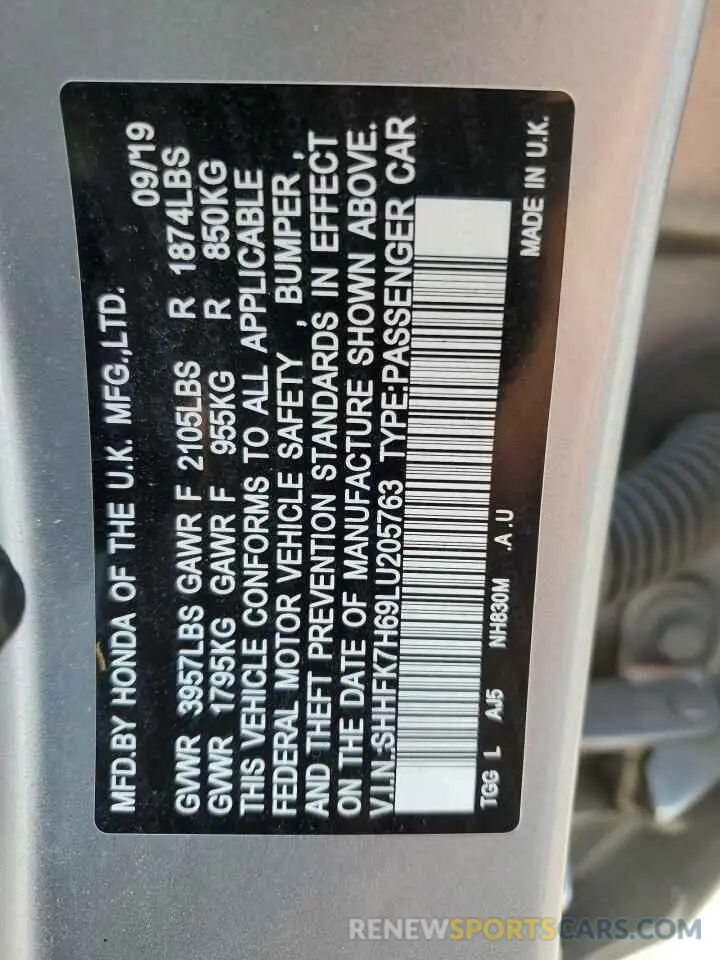 MFD.BY HONDA OF THE U.K. MFG.,LTD. 09/'19
GVWR 3957LBS GAWR F 2105LBS R 1874LBS
GVWR 1795KG GAWR F 955KG R 850KG
THIS VEHICLE CONFORMS TO ALL APPLICABLE
FEDERAL MOTOR VEHICLE SAFETY , BUMPER ,
AND THEFT PREVENTION STANDARDS IN EFFECT
ON THE DATE OF MANUFACTURE SHOWN ABOVE.
V.I.N.:SHHFK7H69LU205763 TYPE:PASSENGER CAR
TGG L AJ5 NH830M .A .U MADE IN U.K.
RENEWSPORTSCARS.COM